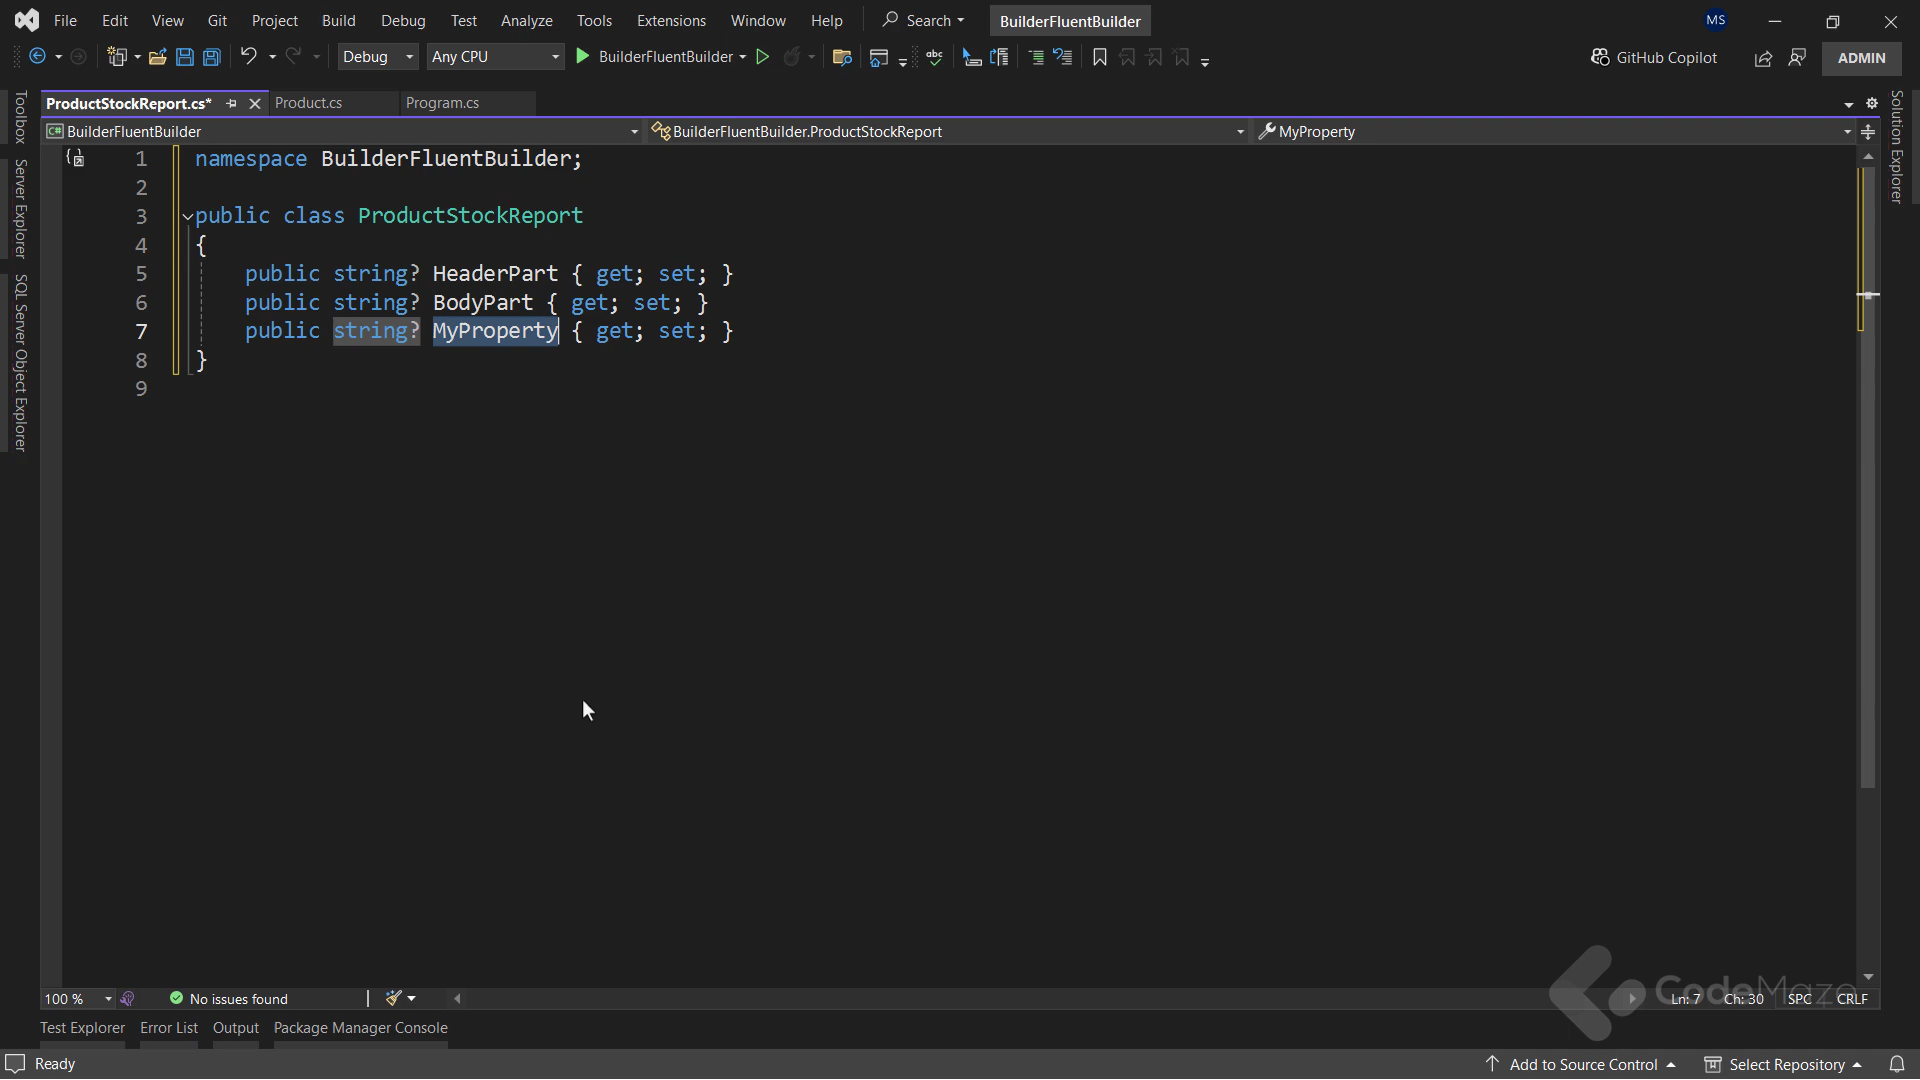 File Edit View Git Project Build Debug Test Analyze Tools Extensions Window Help Search BuilderFluentBuilder MS
Debug Any CPU BuilderFluentBuilder abc GitHub Copilot ADMIN
ProductStockReport.cs* Product.cs Program.cs
C# BuilderFluentBuilder BuilderFluentBuilder.ProductStockReport MyProperty
Toolbox
Server Explorer
SQL Server Object Explorer
Solution Explorer
1 namespace BuilderFluentBuilder;
2
3 public class ProductStockReport
4 {
5 public string? HeaderPart { get; set; }
6 public string? BodyPart { get; set; }
7 public string? MyProperty { get; set; }
8 }
9
100 % No issues found Ln: 7 Ch: 30 SPC CRLF
CodeMaze
Test Explorer Error List Output Package Manager Console
Ready Add to Source Control Select Repository